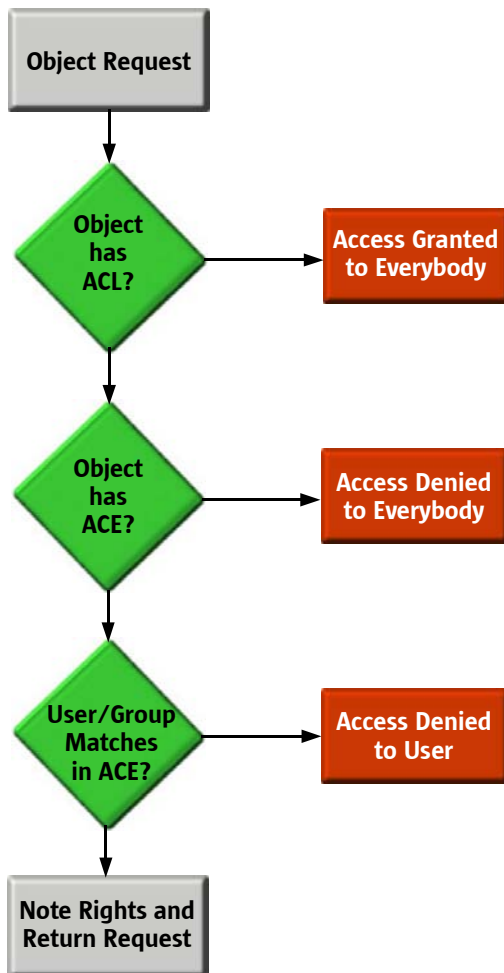 Object Request
Object
has
ACL?
Access Granted
to Everybody
Object
has
ACE?
Access Denied
to Everybody
User/Group
Matches
in ACE?
Access Denied
to User
Note Rights and
Return Request